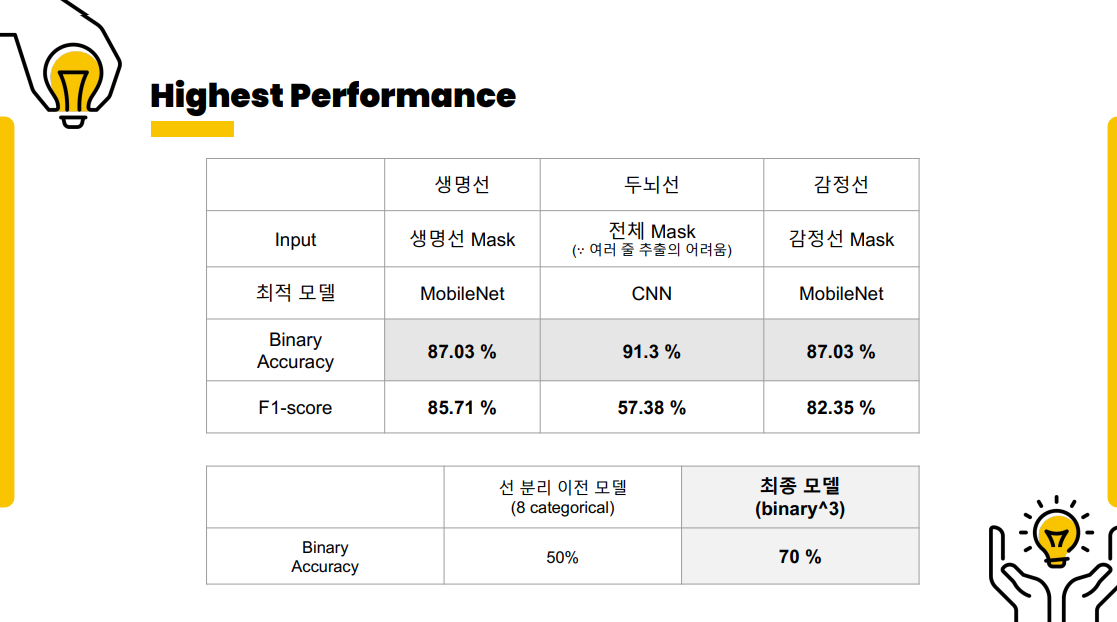 Highest Performance
생명선 두뇌선 감정선
Input 생명선 Mask 전체 Mask 감정선 Mask
(∵ 여러 줄 추출의 어려움)
최적 모델 MobileNet CNN MobileNet
Binary
Accuracy 87.03 % 91.3 % 87.03 %
F1-score 85.71 % 57.38 % 82.35 %
선 분리 이전 모델 최종 모델
(8 categorical) (binary^3)
Binary
Accuracy 50% 70 %